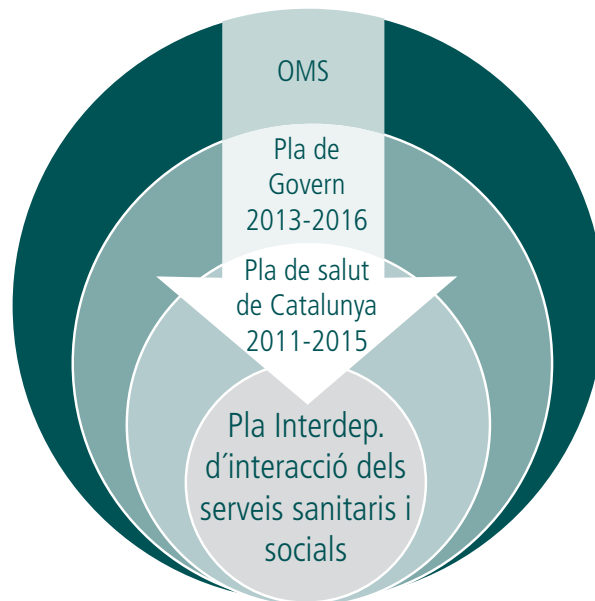 OMS
Pla de
Govern
2013-2016
Pla de salut
de Catalunya
2011-2015
Pla Interdep.
d´interacció dels
serveis sanitaris i
socials